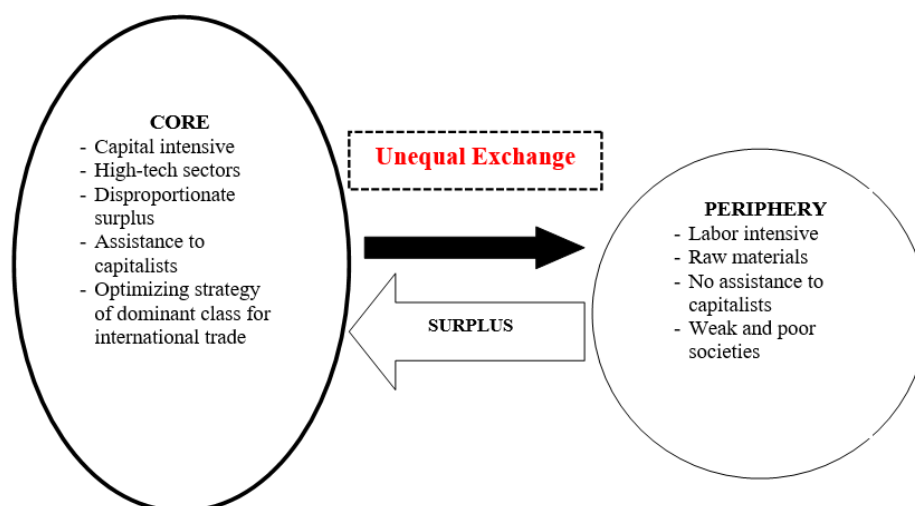 CORE
- Capital intensive
- High-tech sectors
- Disproportionate
surplus
- Assistance to
capitalists
- Optimizing strategy
of dominant class for
international trade
Unequal Exchange
SURPLUS
PERIPHERY
- Labor intensive
- Raw materials
- No assistance to
capitalists
- Weak and poor
societies